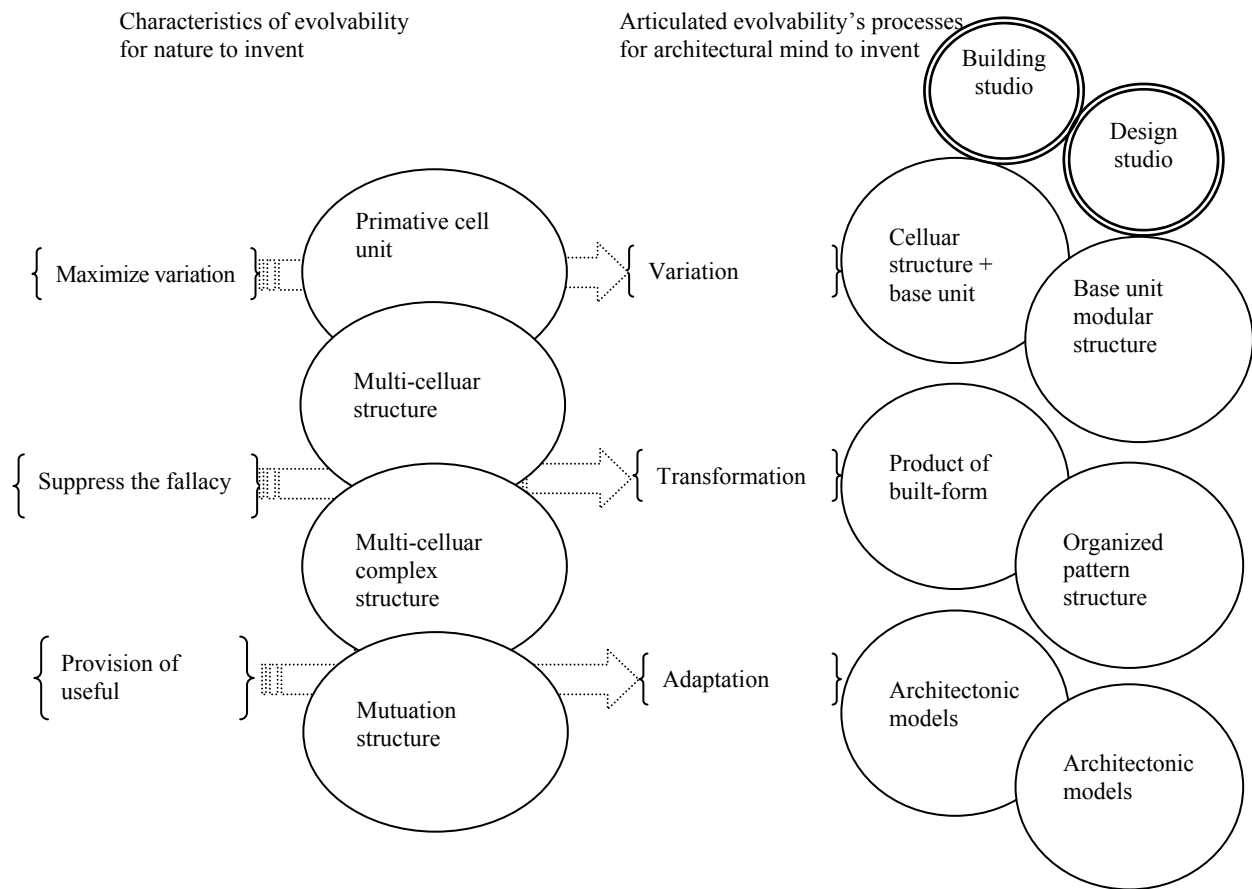 Characteristics of evolvability
for nature to invent
Articulated evolvability’s processes
for architectural mind to invent
Building
studio
Design
studio
Maximize variation
Primative cell
unit
Variation
Celluar
structure +
base unit
Base unit
modular
structure
Multi-celluar
structure
Suppress the fallacy
Transformation
Product of
built-form
Multi-celluar
complex
structure
Organized
pattern
structure
Provision of
useful
Adaptation
Mutuation
structure
Architectonic
models
Architectonic
models